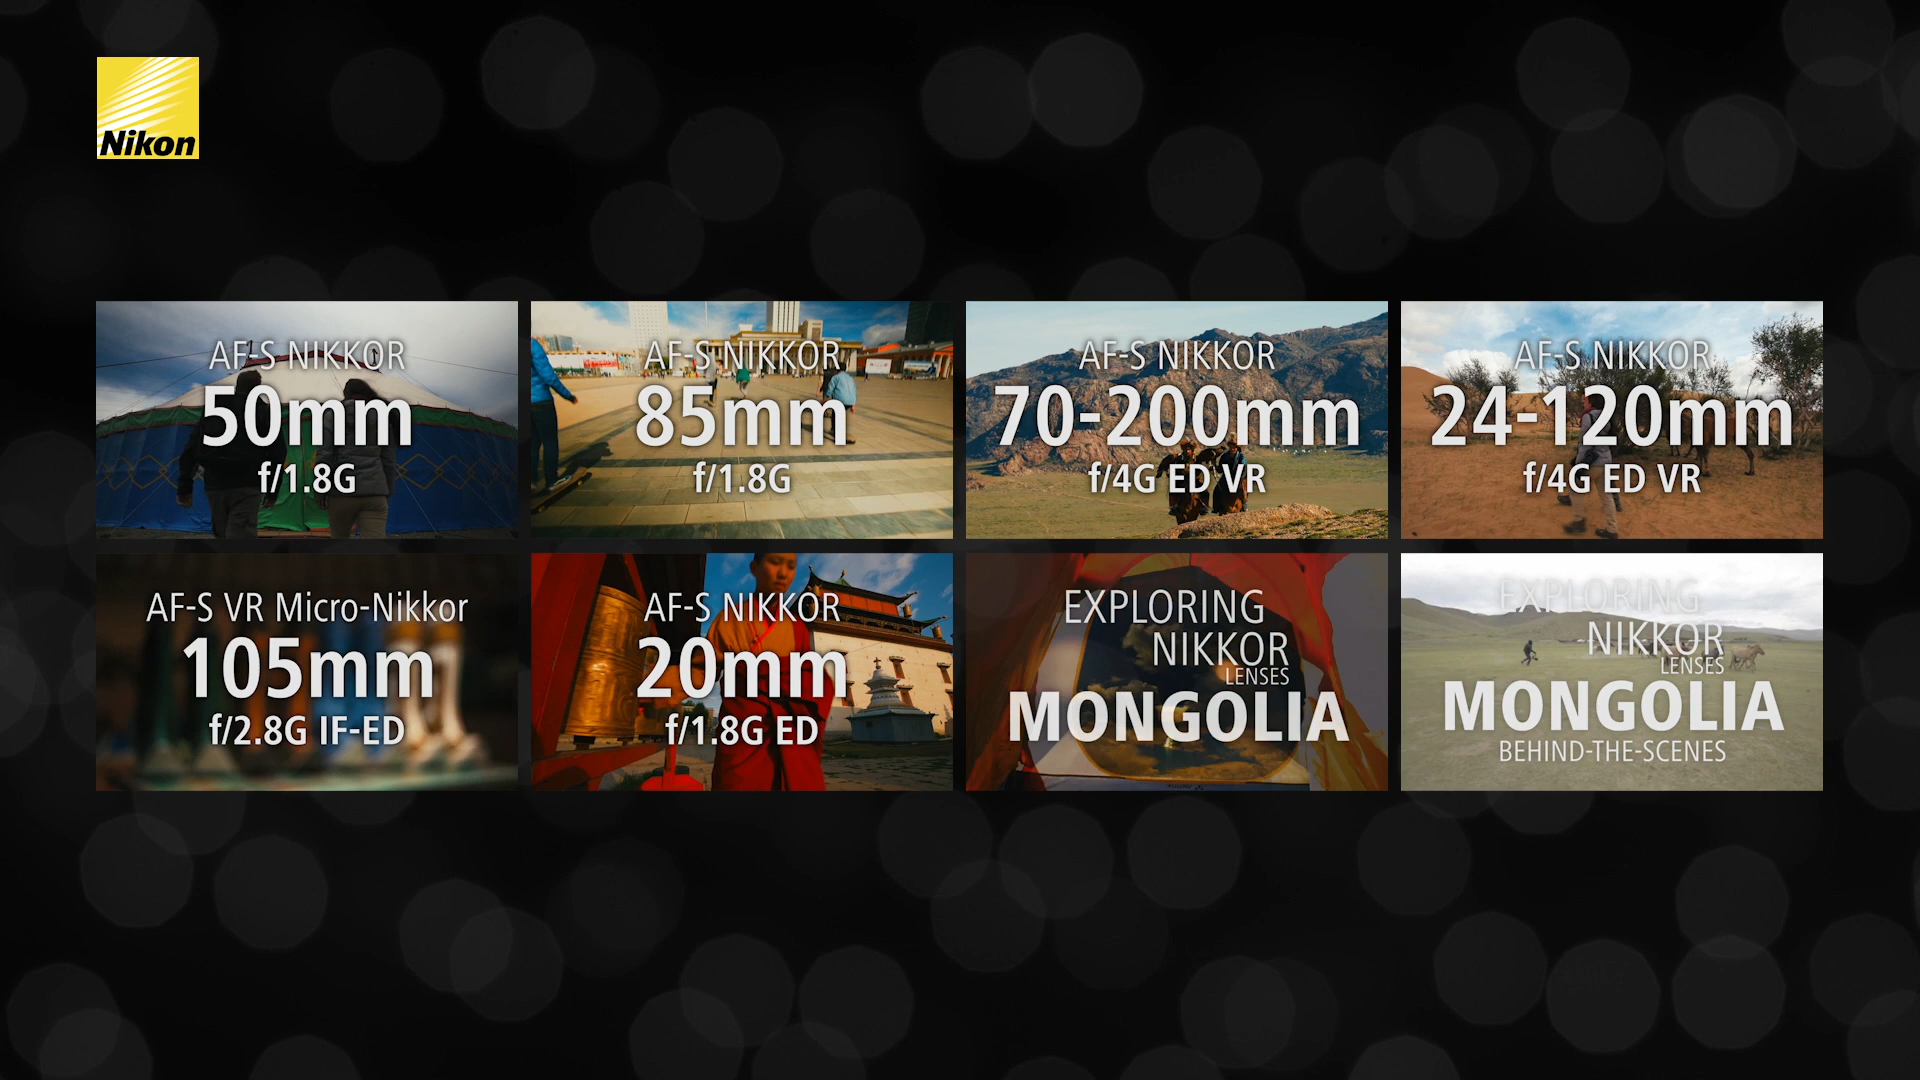 Nikon
AF-S NIKKOR
50mm
f/1.8G
AF-S NIKKOR
85mm
f/1.8G
AF-S NIKKOR
70-200mm
f/4G ED VR
AF-S NIKKOR
24-120mm
f/4G ED VR
AF-S VR Micro-Nikkor
105mm
f/2.8G IF-ED
AF-S NIKKOR
20mm
f/1.8G ED
EXPLORING
NIKKOR
LENSES
MONGOLIA
EXPLORING
NIKKOR
LENSES
MONGOLIA
BEHIND-THE-SCENES